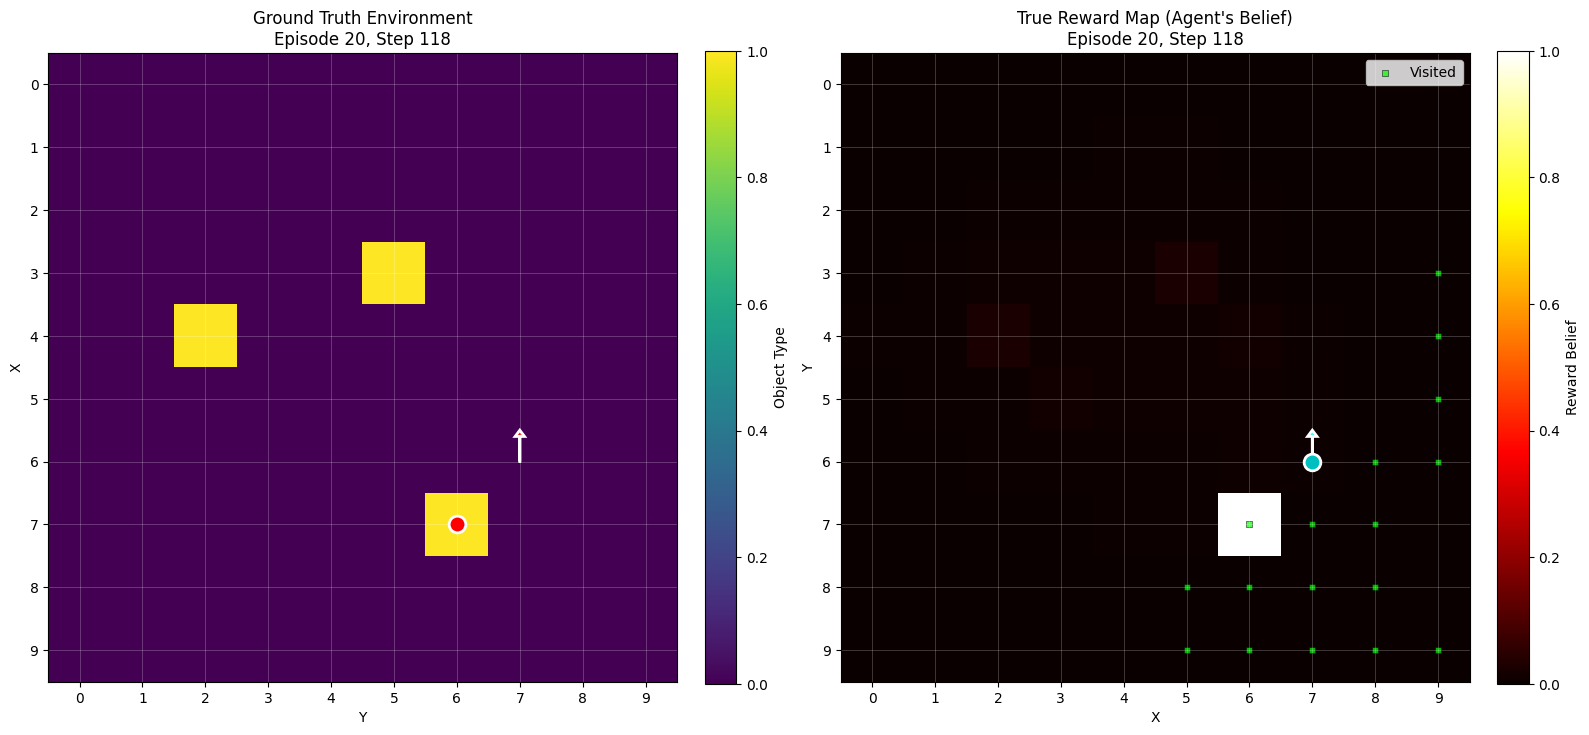 Ground Truth Environment
Episode 20, Step 118
0
1
2
3
4
5
6
7
8
9
X
0 1 2 3 4 5 6 7 8 9
Y
1.0
0.8
0.6
0.4
0.2
0.0
Object Type
True Reward Map (Agent's Belief)
Episode 20, Step 118
Visited
0
1
2
3
4
5
6
7
8
9
Y
0 1 2 3 4 5 6 7 8 9
X
1.0
0.8
0.6
0.4
0.2
0.0
Reward Belief